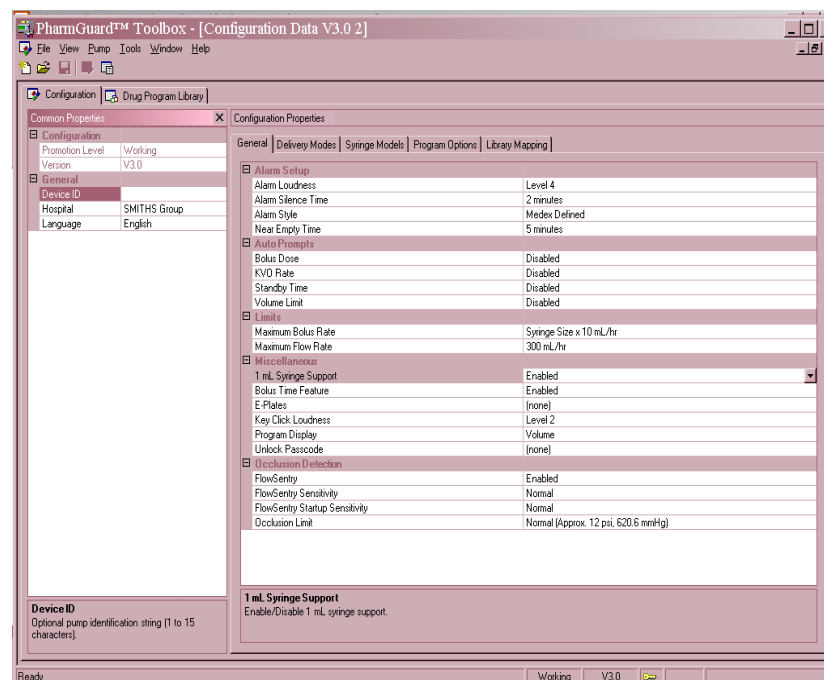 PharmGuard™ Toolbox - [Configuration Data V3.0 2]
File View Pump Tools Window Help
Configuration Drug Program Library
Common Properties X
Configuration
Promotion Level Working
Version V3.0
General
Device ID
Hospital SMITHS Group
Language English
Device ID
Optional pump identification string (1 to 15
characters).
Configuration Properties
General Delivery Modes Syringe Models Program Options Library Mapping
Alarm Setup
Alarm Loudness Level 4
Alarm Silence Time 2 minutes
Alarm Style Medex Defined
Near Empty Time 5 minutes
Auto Prompts
Bolus Dose Disabled
KVO Rate Disabled
Standby Time Disabled
Volume Limit Disabled
Limits
Maximum Bolus Rate Syringe Size x 10 mL/hr
Maximum Flow Rate 300 mL/hr
Miscellaneous
1 mL Syringe Support Enabled
Bolus Time Feature Enabled
E-Plates (none)
Key Click Loudness Level 2
Program Display Volume
Unlock Passcode (none)
Occlusion Detection
FlowSentry Enabled
FlowSentry Sensitivity Normal
FlowSentry Startup Sensitivity Normal
Occlusion Limit Normal (Approx. 12 psi, 620.6 mmHg)
1 mL Syringe Support
Enable/Disable 1 mL syringe support.
Ready Working V3.0